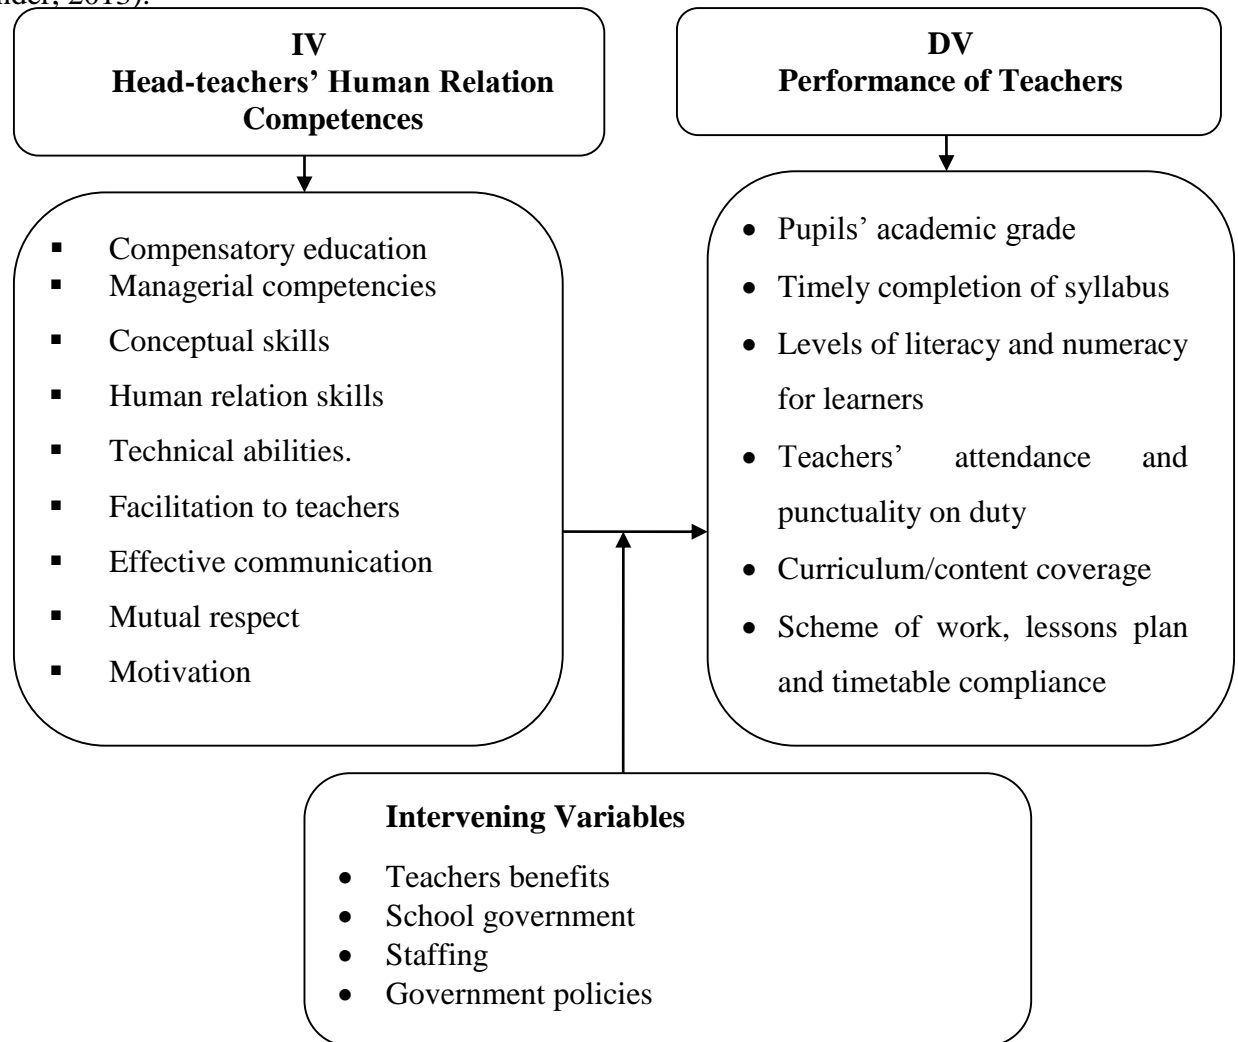 2013).
IV
Head-teachers’ Human Relation
Competences
DV
Performance of Teachers
▪ Compensatory education
▪ Managerial competencies
▪ Conceptual skills
▪ Human relation skills
▪ Technical abilities.
▪ Facilitation to teachers
▪ Effective communication
▪ Mutual respect
▪ Motivation
• Pupils’ academic grade
• Timely completion of syllabus
• Levels of literacy and numeracy
for learners
• Teachers’ attendance and
punctuality on duty
• Curriculum/content coverage
• Scheme of work, lessons plan
and timetable compliance
Intervening Variables
• Teachers benefits
• School government
• Staffing
• Government policies